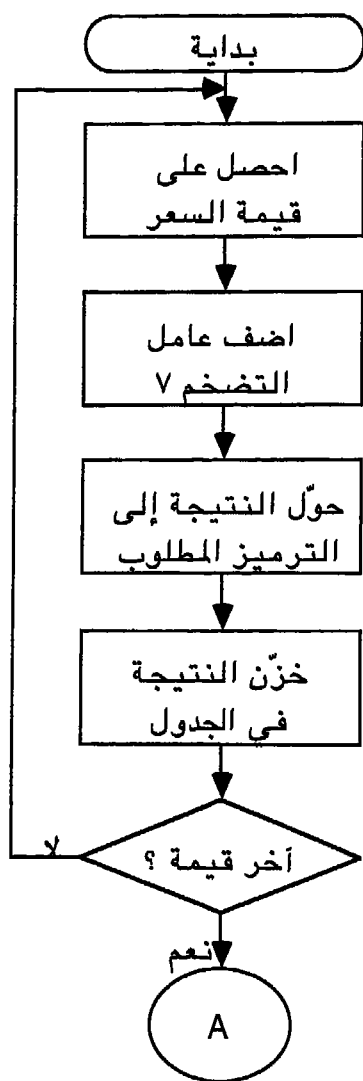 بداية
احصل على
قيمة السعر
اضف عامل
التضخم ٧
حوّل النتيجة إلى
الترميز المطلوب
خزّن النتيجة
في الجدول
آخر قيمة ؟
لا
نعم
A